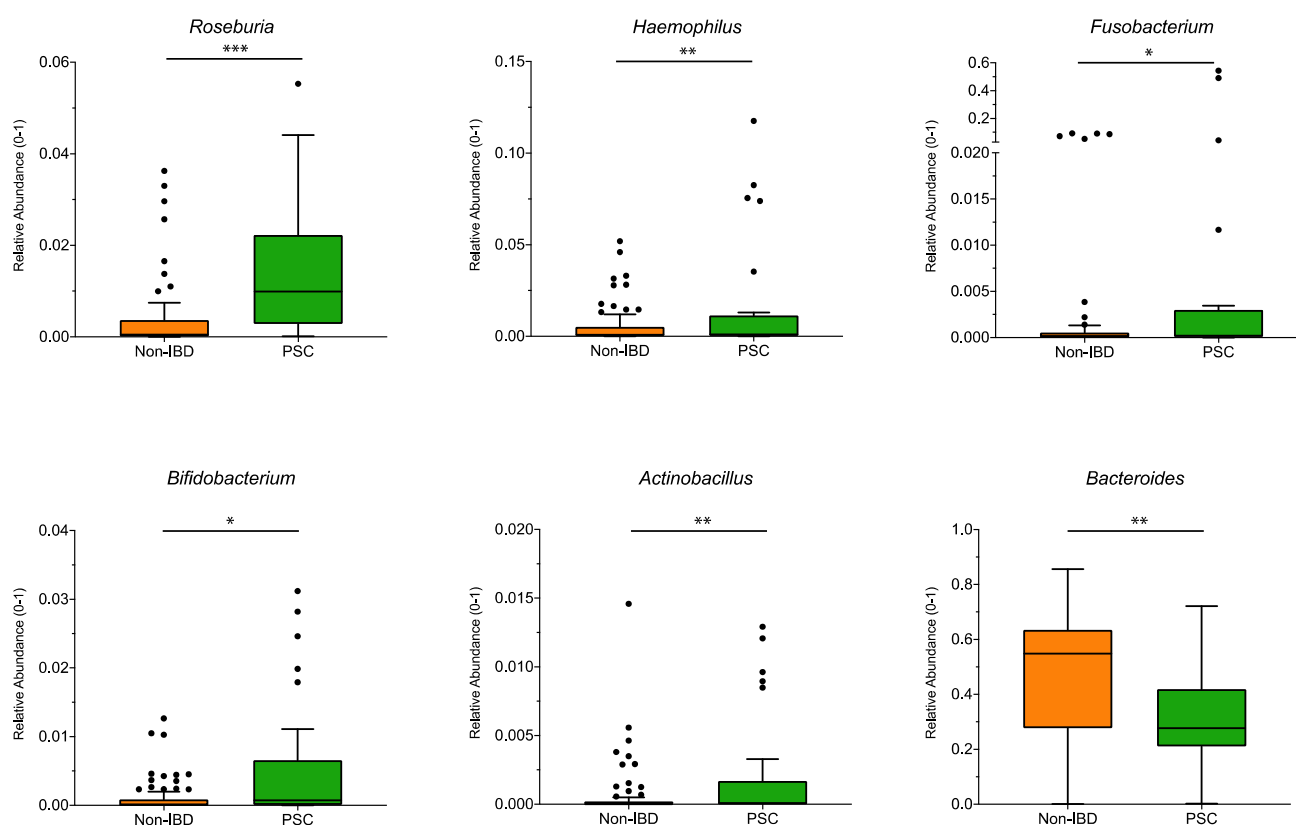 Roseburia
***
Relative Abundance (0-1)
0.06
0.04
0.02
0.00
Non-IBD PSC
Haemophilus
**
Relative Abundance (0-1)
0.15
0.10
0.05
0.00
Non-IBD PSC
Fusobacterium
*
Relative Abundance (0-1)
0.6
0.4
0.2
0.020
0.015
0.010
0.005
0.000
Non-IBD PSC
Bifidobacterium
*
Relative Abundance (0-1)
0.04
0.03
0.02
0.01
0.00
Non-IBD PSC
Actinobacillus
**
Relative Abundance (0-1)
0.020
0.015
0.010
0.005
0.000
Non-IBD PSC
Bacteroides
**
Relative Abundance (0-1)
1.0
0.8
0.6
0.4
0.2
0.0
Non-IBD PSC